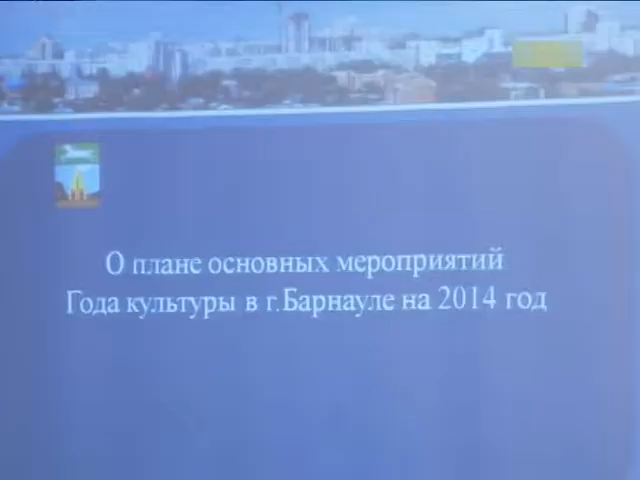 О плане основных мероприятий
Года культуры в г.Барнауле на 2014 год